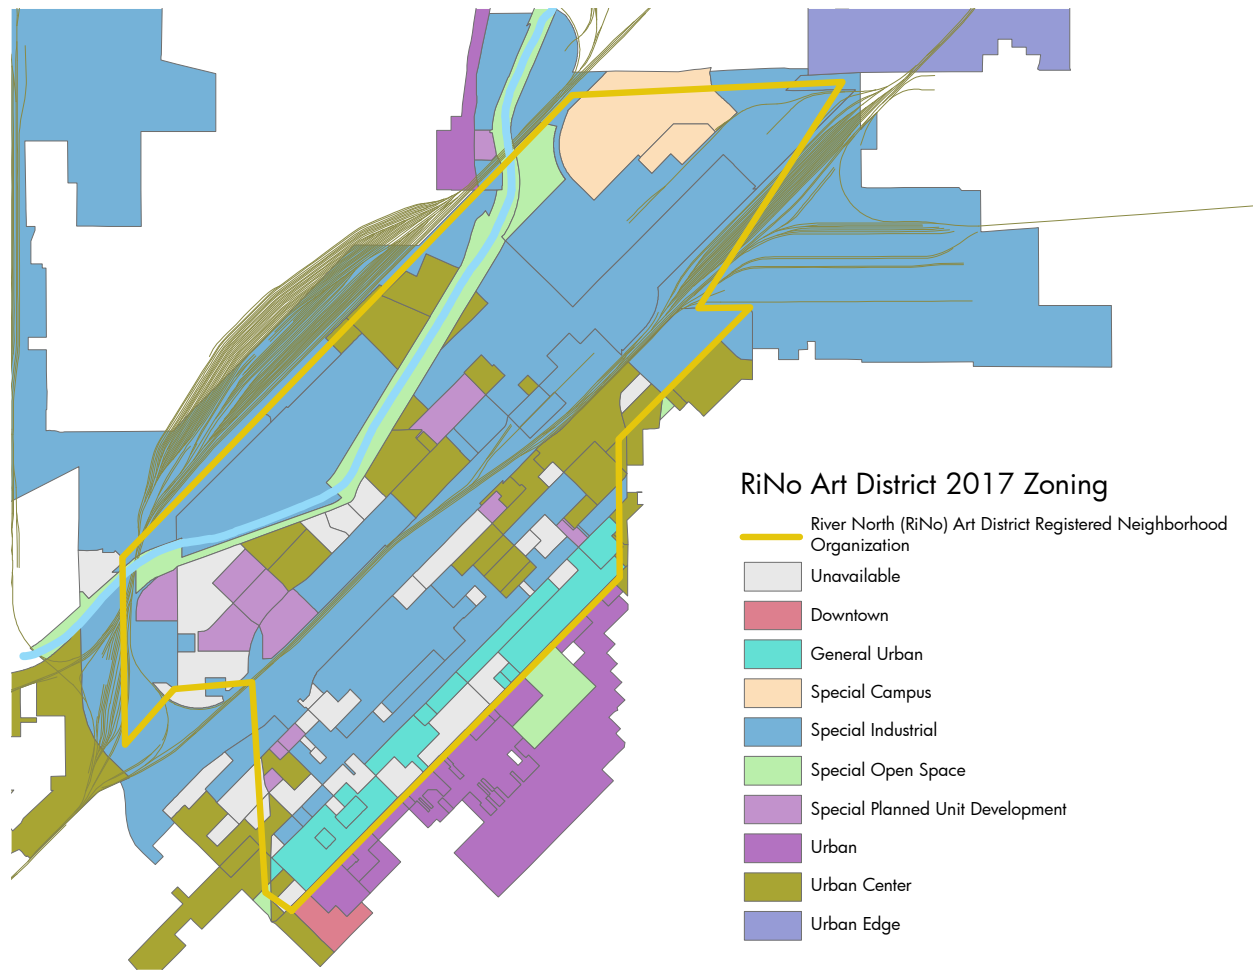 RiNo Art District 2017 Zoning
River North (RiNo) Art District Registered Neighborhood
Organization
Unavailable
Downtown
General Urban
Special Campus
Special Industrial
Special Open Space
Special Planned Unit Development
Urban
Urban Center
Urban Edge